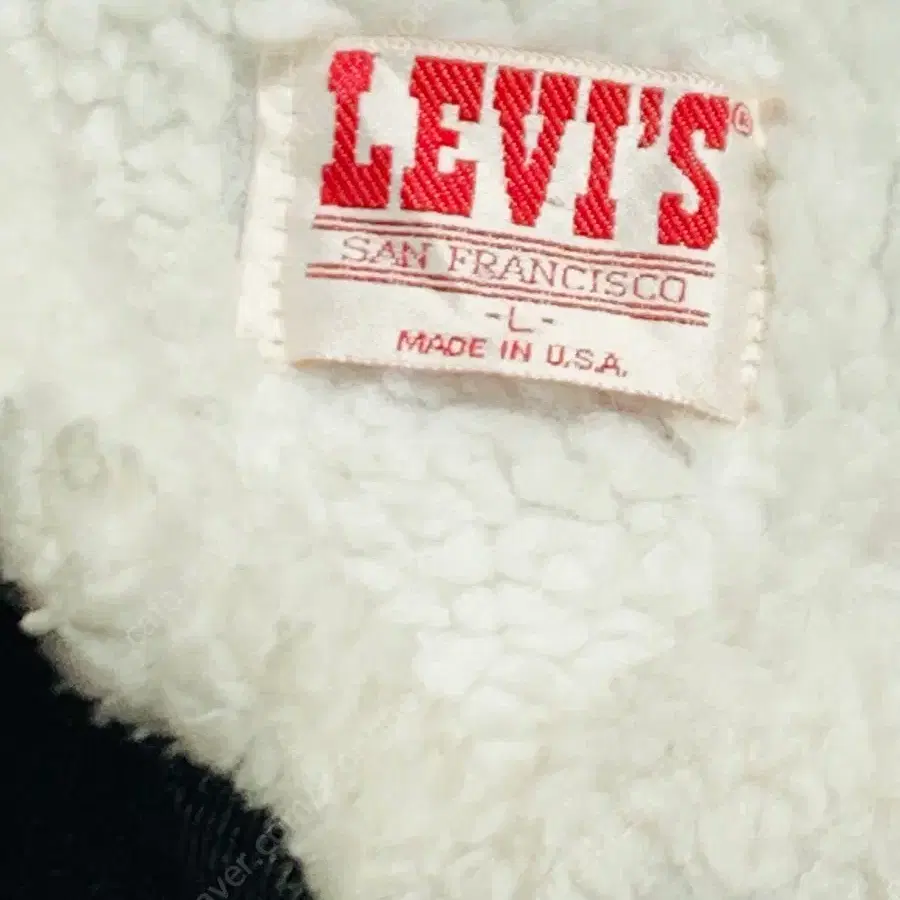 LEVI'S®
SAN FRANCISCO
-L-
MADE IN U.S.A.